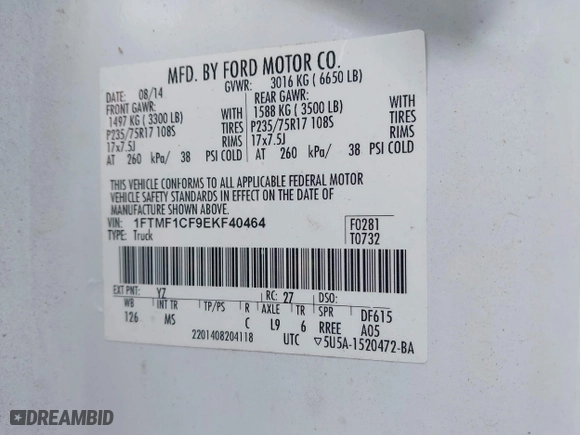 MFD. BY FORD MOTOR CO.
DATE: 08/14 GVWR: 3016 KG ( 6650 LB)
FRONT GAWR: REAR GAWR:
1497 KG ( 3300 LB) WITH 1588 KG ( 3500 LB) WITH
P235/75R17 108S TIRES P235/75R17 108S TIRES
17x7.5J RIMS 17x7.5J RIMS
AT 260 kPa/ 38 PSI COLD AT 260 kPa/ 38 PSI COLD
THIS VEHICLE CONFORMS TO ALL APPLICABLE FEDERAL MOTOR
VEHICLE SAFETY STANDARDS IN EFFECT ON THE DATE OF
MANUFACTURE SHOWN ABOVE.
VIN: 1FTMF1CF9EKF40464 F0281
TYPE: Truck T0732
EXT PNT: YZ RC: 27 DSO:
WB INT TR TP/PS R AXLE TR SPR DF615
126 MS C L9 6 RREE A05
2201408204118 UTC ▽5U5A-1520472-BA
DREAMBID